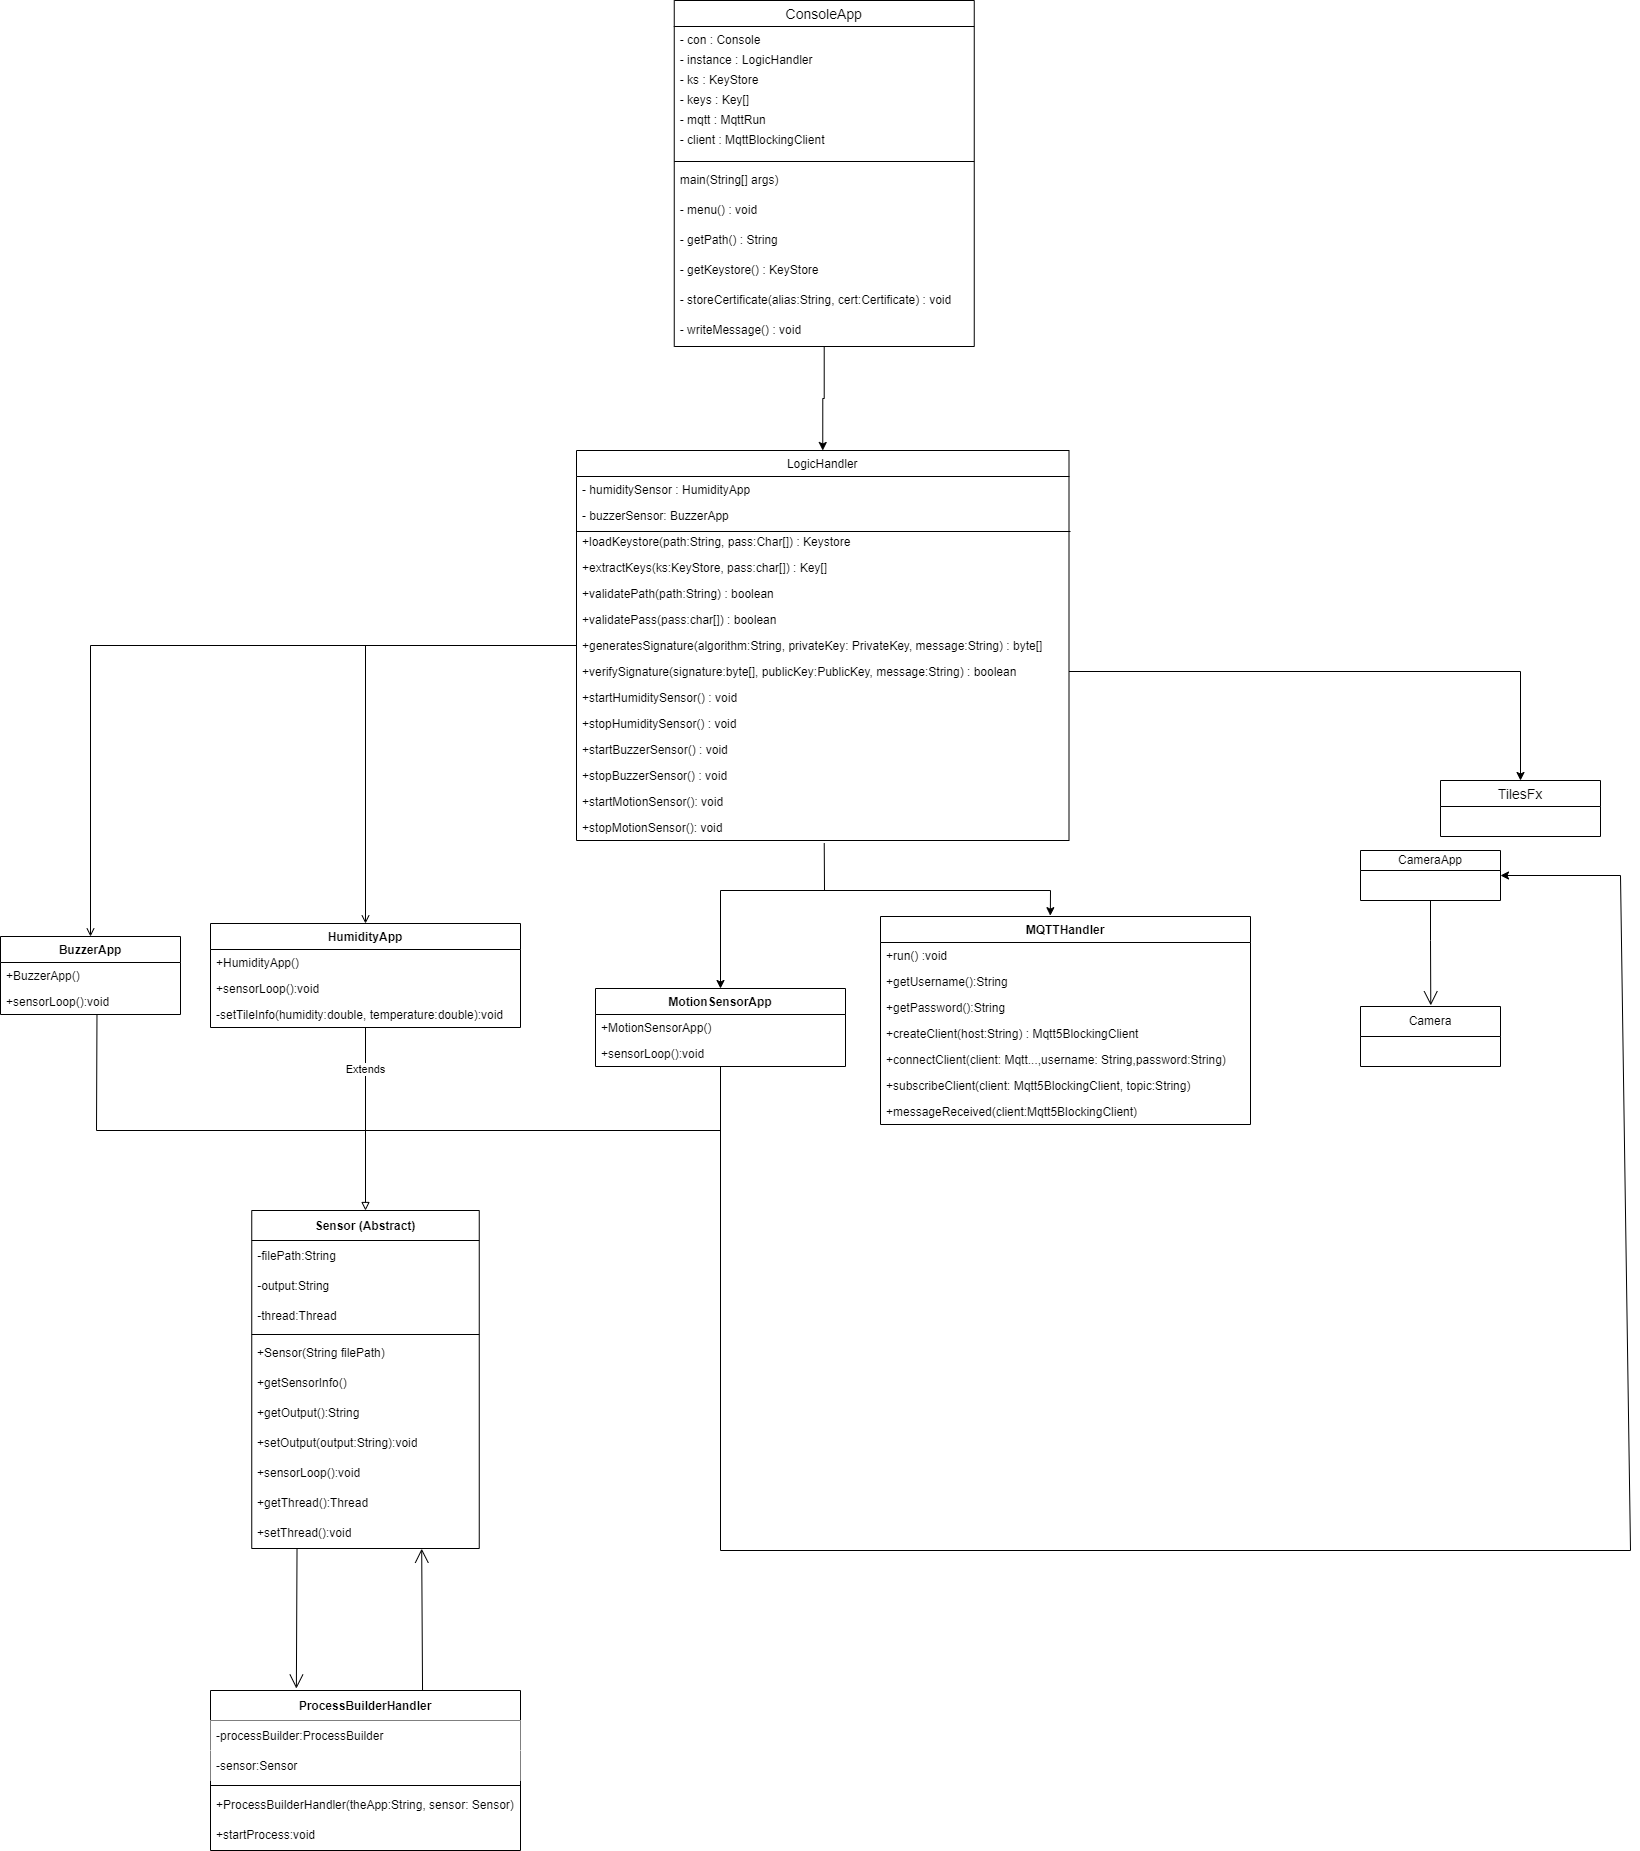 ConsoleApp
- con : Console
- instance : LogicHandler
- ks : KeyStore
- keys : Key[]
- mqtt : MqttRun
- client : MqttBlockingClient
main(String[] args)
- menu() : void
- getPath() : String
- getKeystore() : KeyStore
- storeCertificate(alias:String, cert:Certificate) : void
- writeMessage() : void
LogicHandler
- humiditySensor : HumidityApp
- buzzerSensor: BuzzerApp
+loadKeystore(path:String, pass:Char[]) : Keystore
+extractKeys(ks:KeyStore, pass:char[]) : Key[]
+validatePath(path:String) : boolean
+validatePass(pass:char[]) : boolean
+generatesSignature(algorithm:String, privateKey: PrivateKey, message:String) : byte[]
+verifySignature(signature:byte[], publicKey:PublicKey, message:String) : boolean
+startHumiditySensor() : void
+stopHumiditySensor() : void
+startBuzzerSensor() : void
+stopBuzzerSensor() : void
+startMotionSensor(): void
+stopMotionSensor(): void
TilesFx
CameraApp
Camera
BuzzerApp
+BuzzerApp()
+sensorLoop():void
HumidityApp
+HumidityApp()
+sensorLoop():void
-setTileInfo(humidity:double, temperature:double):void
Extends
MotionSensorApp
+MotionSensorApp()
+sensorLoop():void
MQTTHandler
+run() :void
+getUsername():String
+getPassword():String
+createClient(host:String) : Mqtt5BlockingClient
+connectClient(client: Mqtt...,username: String,password:String)
+subscribeClient(client: Mqtt5BlockingClient, topic:String)
+messageReceived(client:Mqtt5BlockingClient)
Sensor (Abstract)
-filePath:String
-output:String
-thread:Thread
+Sensor(String filePath)
+getSensorInfo()
+getOutput():String
+setOutput(output:String):void
+sensorLoop():void
+getThread():Thread
+setThread():void
ProcessBuilderHandler
-processBuilder:ProcessBuilder
-sensor:Sensor
+ProcessBuilderHandler(theApp:String, sensor: Sensor)
+startProcess:void